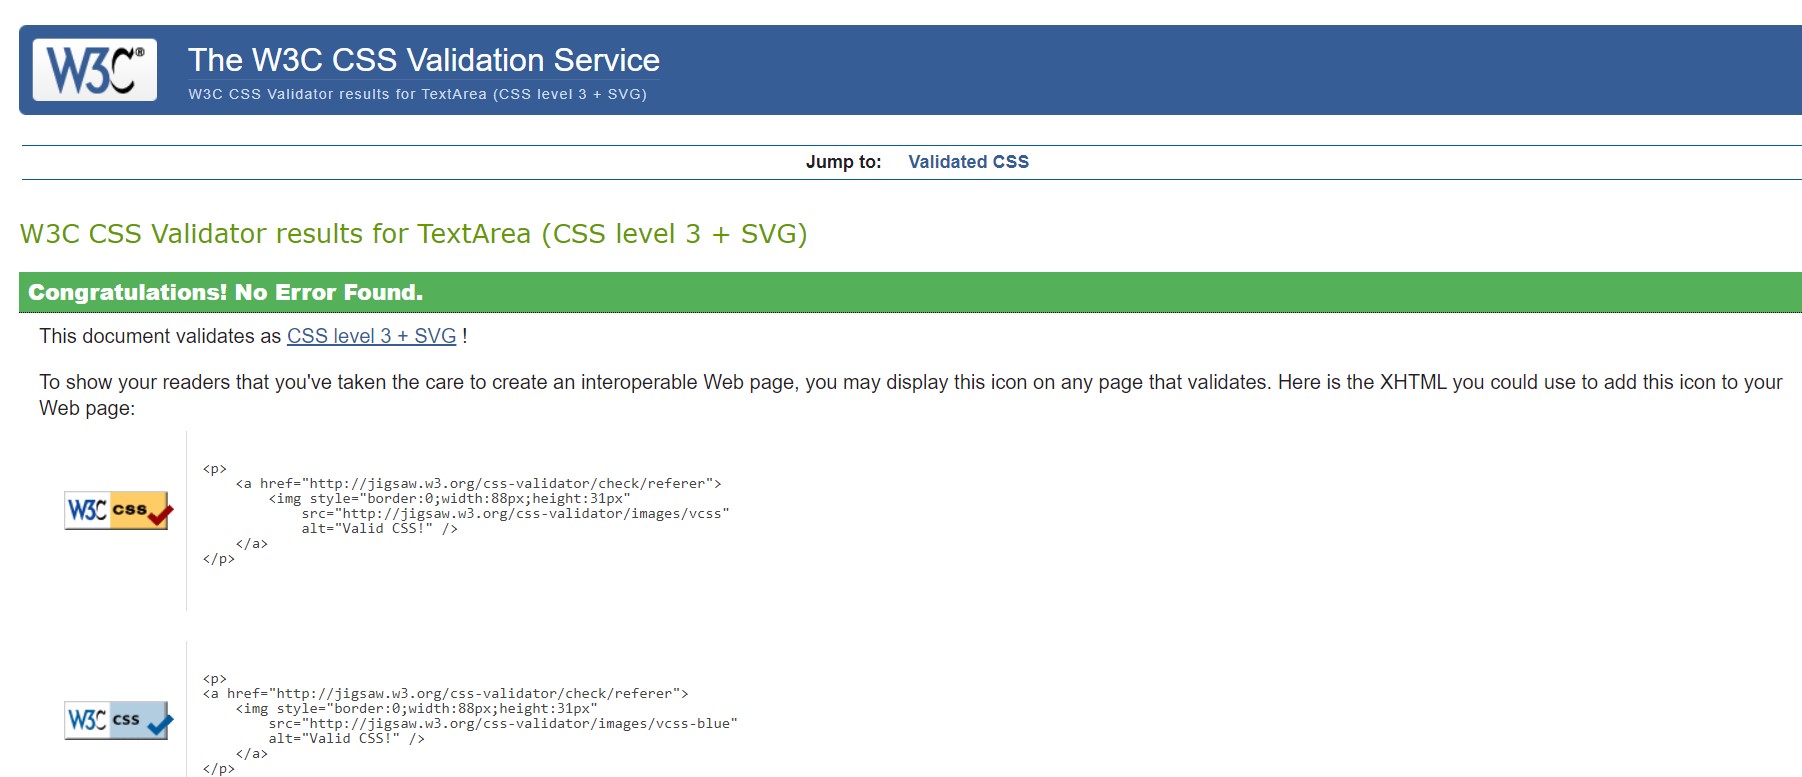 W3C®
The W3C CSS Validation Service
W3C CSS Validator results for TextArea (CSS level 3 + SVG)
Jump to: Validated CSS
W3C CSS Validator results for TextArea (CSS level 3 + SVG)
Congratulations! No Error Found.
This document validates as CSS level 3 + SVG !
To show your readers that you've taken the care to create an interoperable Web page, you may display this icon on any page that validates. Here is the XHTML you could use to add this icon to your
Web page:
W3C css
<p>
    <a href="http://jigsaw.w3.org/css-validator/check/referer">
        <img style="border:0;width:88px;height:31px"
            src="http://jigsaw.w3.org/css-validator/images/vcss"
            alt="Valid CSS!" />
    </a>
</p>
W3C css
<p>
<a href="http://jigsaw.w3.org/css-validator/check/referer">
    <img style="border:0;width:88px;height:31px"
        src="http://jigsaw.w3.org/css-validator/images/vcss-blue"
        alt="Valid CSS!" />
    </a>
</p>